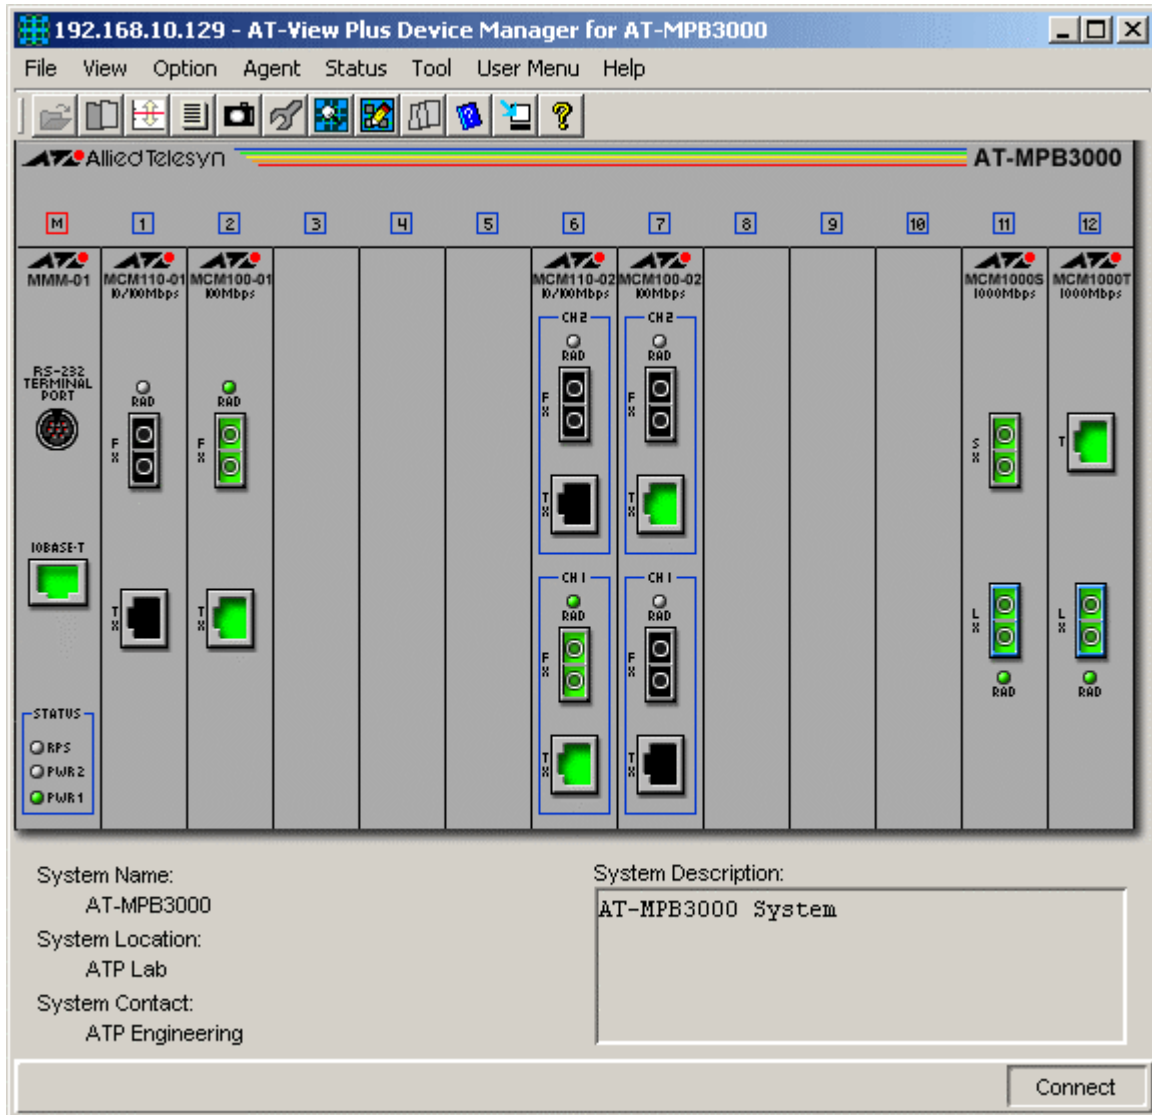 192.168.10.129 - AT-View Plus Device Manager for AT-MPB3000
File View Option Agent Status Tool User Menu Help
Allied Telesyn AT-MPB3000
M 1 2 3 4 5 6 7 8 9 10 11 12
MMM-01 MCM110-01 MCM100-01 MCM110-02 MCM100-02 MCM1000S MCM1000T
10/100Mbps 100Mbps 10/100Mbps 100Mbps 1000Mbps 1000Mbps
CH 2 CH 2
RAD RAD
RS-232
TERMINAL
PORT
RAD RAD
FX FX FX FX SX T
TX TX
10BASE-T
CH 1 CH 1
RAD RAD
TX TX FX FX LX LX
RAD RAD
STATUS
RPS
PWR2
PWR1
TX TX
System Name:
AT-MPB3000
System Location:
ATP Lab
System Contact:
ATP Engineering
System Description:
AT-MPB3000 System
Connect